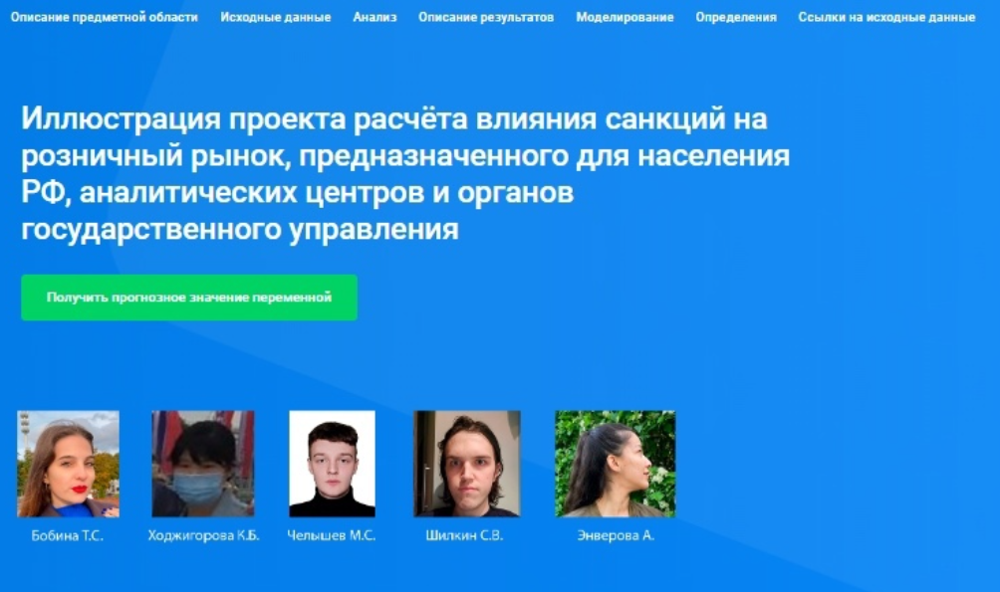 Описание предметной области Исходные данные Анализ Описание результатов Моделирование Определения Ссылки на исходные данные
Иллюстрация проекта расчёта влияния санкций на
розничный рынок, предназначенного для населения
РФ, аналитических центров и органов
государственного управления
Получить прогнозное значение переменной
Бобина Т.С. Ходжигорова К.Б. Челышев М.С. Шилкин С.В. Энверова А.